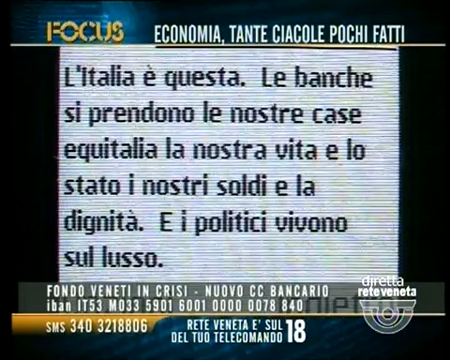 FOCUS
ECONOMIA, TANTE CIACOLE POCHI FATTI
L'Italia è questa. Le banche
si prendono le nostre case
equitalia la nostra vita e lo
stato i nostri soldi e la
dignità. E i politici vivono
sul lusso.
diretta
reteveneta
FONDO VENETI IN CRISI - NUOVO CC BANCARIO
iban IT53 M033 5901 6001 0000 0078 840
SMS 340 3218806
RETE VENETA E' SUL 18
DEL TUO TELECOMANDO